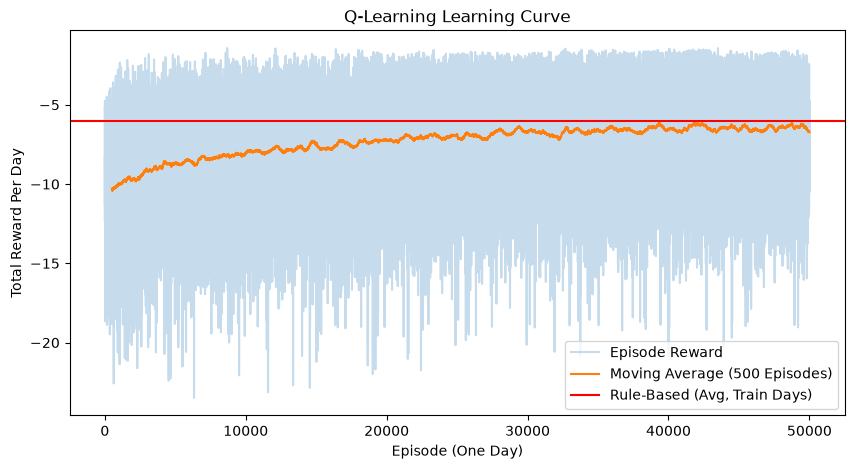 Q-Learning Learning Curve
Total Reward Per Day
−5
−10
−15
−20
Episode Reward
Moving Average (500 Episodes)
Rule-Based (Avg, Train Days)
0 10000 20000 30000 40000 50000
Episode (One Day)